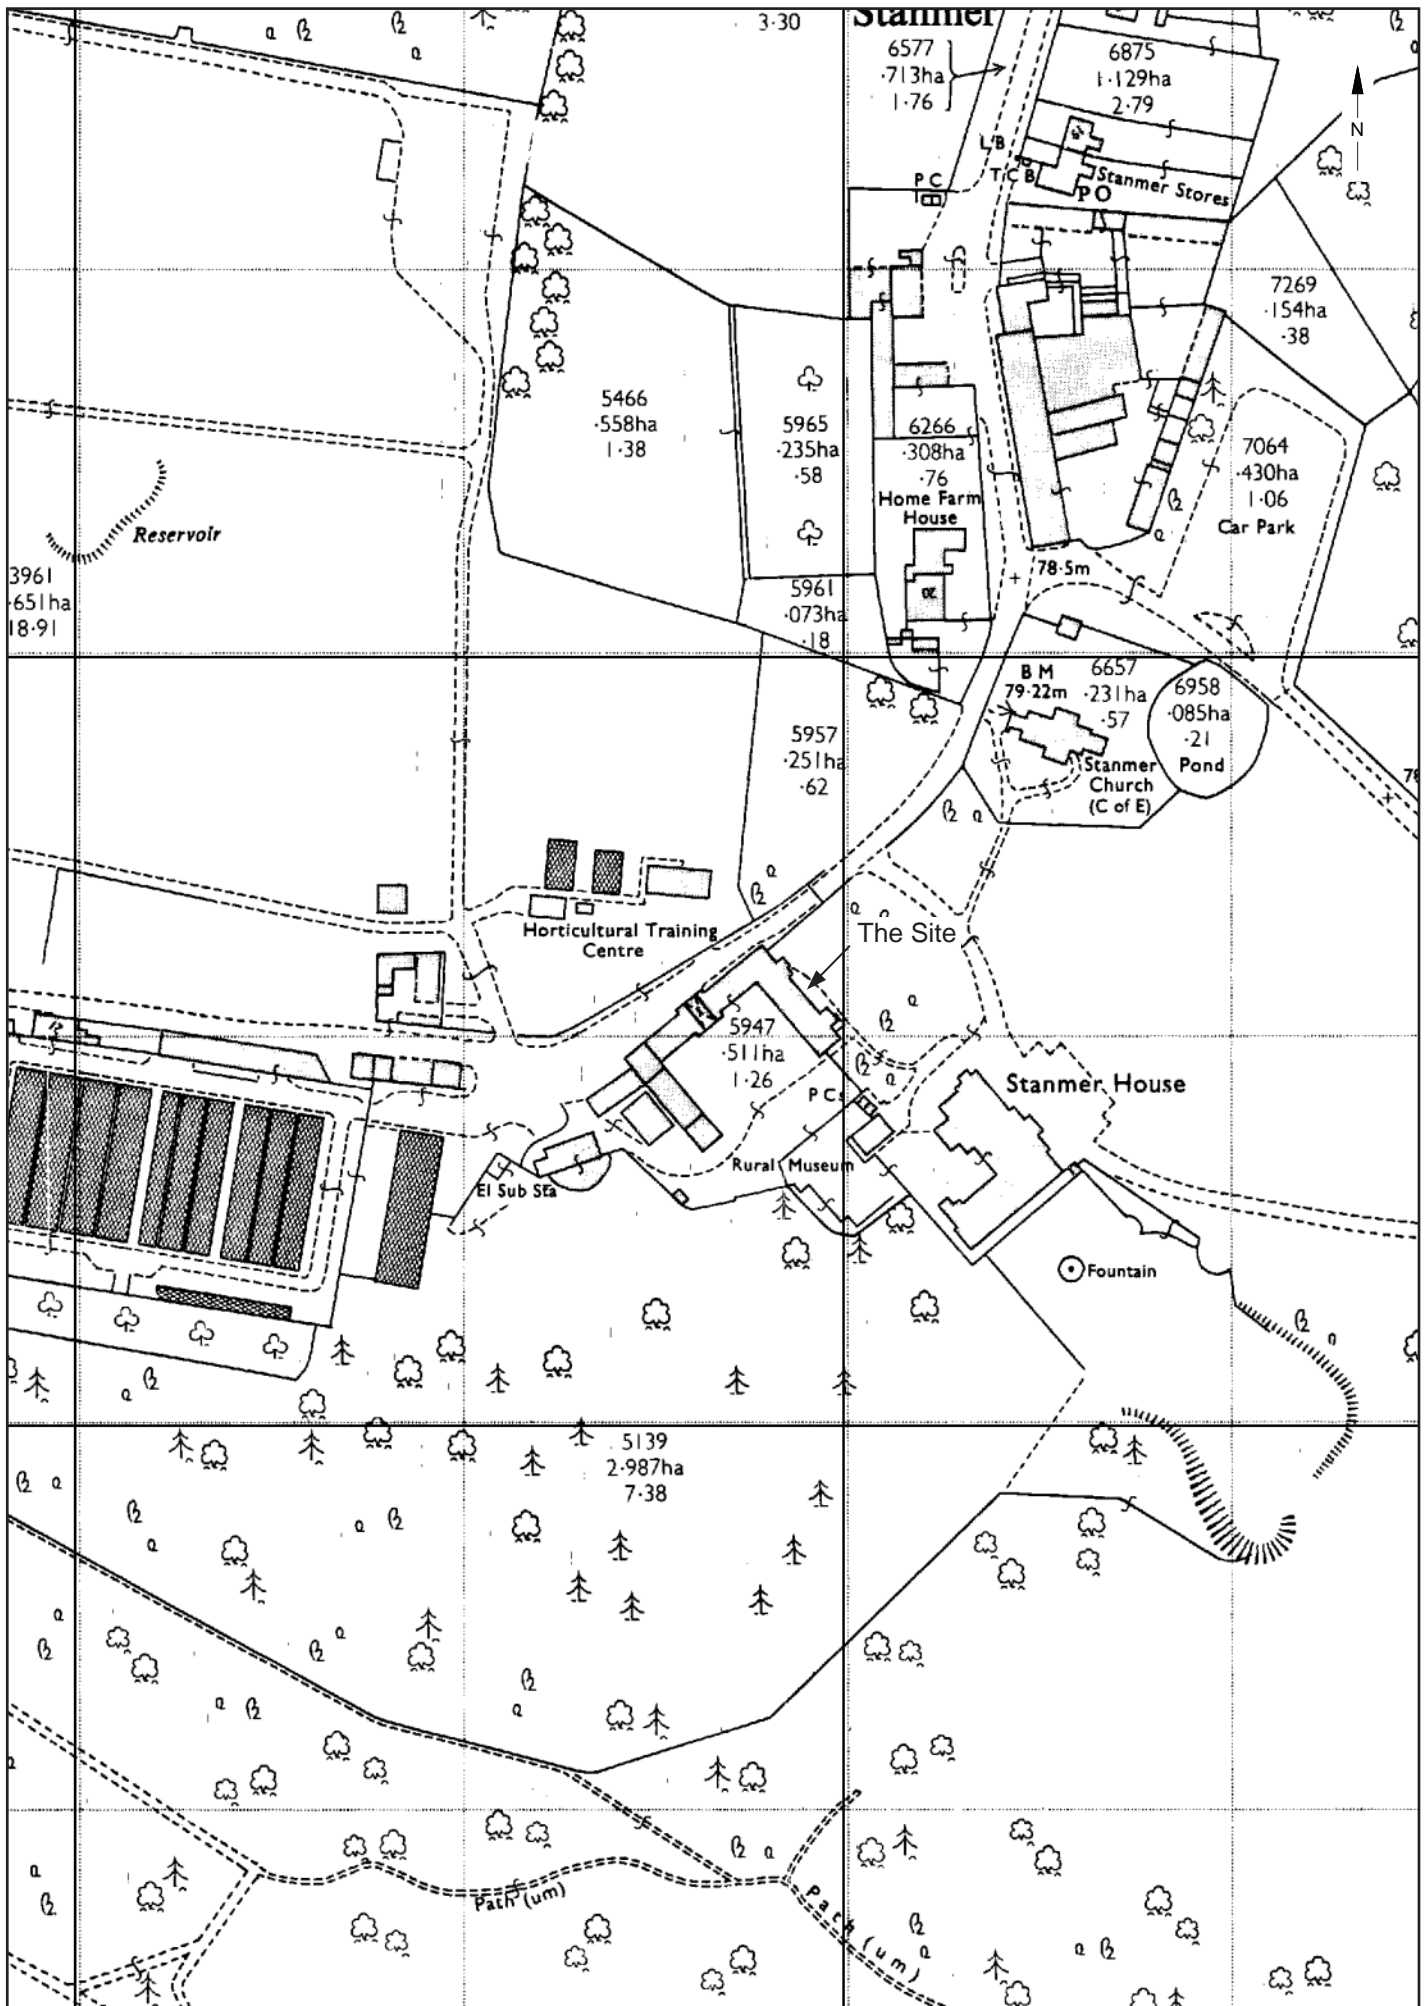 3·30
Stanmer
6577
·713ha
1·76
6875
1·129ha
2·79
N
L B
T C B
Stanmer Stores
P O
P C
7269
·154ha
·38
5466
·558ha
1·38
5965
·235ha
·58
6266
·308ha
·76
Home Farm
House
7064
·430ha
1·06
Car Park
Reservoir
3961
·651ha
18·91
78·5m
5961
·073ha
·18
B M
79·22m
6657
·231ha
·57
6958
·085ha
·21
Pond
5957
·251ha
·62
Stanmer
Church
(C of E)
Horticultural Training
Centre
The Site
5947
·511ha
1·26
P Cs
Stanmer House
Rural Museum
El Sub Sta
Fountain
5139
2·987ha
7·38
Path (um)
Path (um)